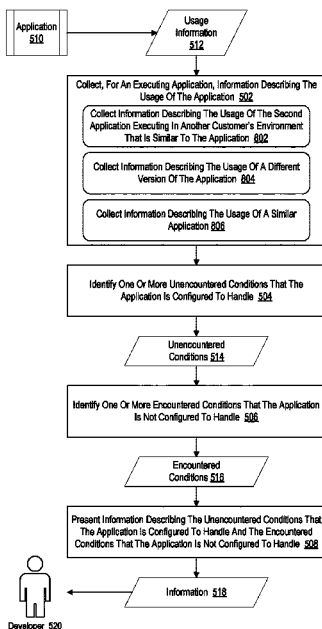 Application
510
Usage
Information
512
Collect, For An Executing Application, Information Describing The
Usage Of The Application 502
Collect Information Describing The Usage Of The Second
Application Executing In Another Customer's Environment
That Is Similar To The Application 802
Collect Information Describing The Usage Of A Different
Version Of The Application 804
Collect Information Describing The Usage Of A Similar
Application 806
Identify One Or More Unencountered Conditions That The
Application Is Configured To Handle 504
Unencountered
Conditions 514
Identify One Or More Encountered Conditions That The Application
Is Not Configured To Handle 506
Encountered
Conditions 516
Present Information Describing The Unencountered Conditions That
The Application Is Configured To Handle And The Encountered
Conditions That The Application Is Not Configured To Handle 508
Information 518
Developer 520